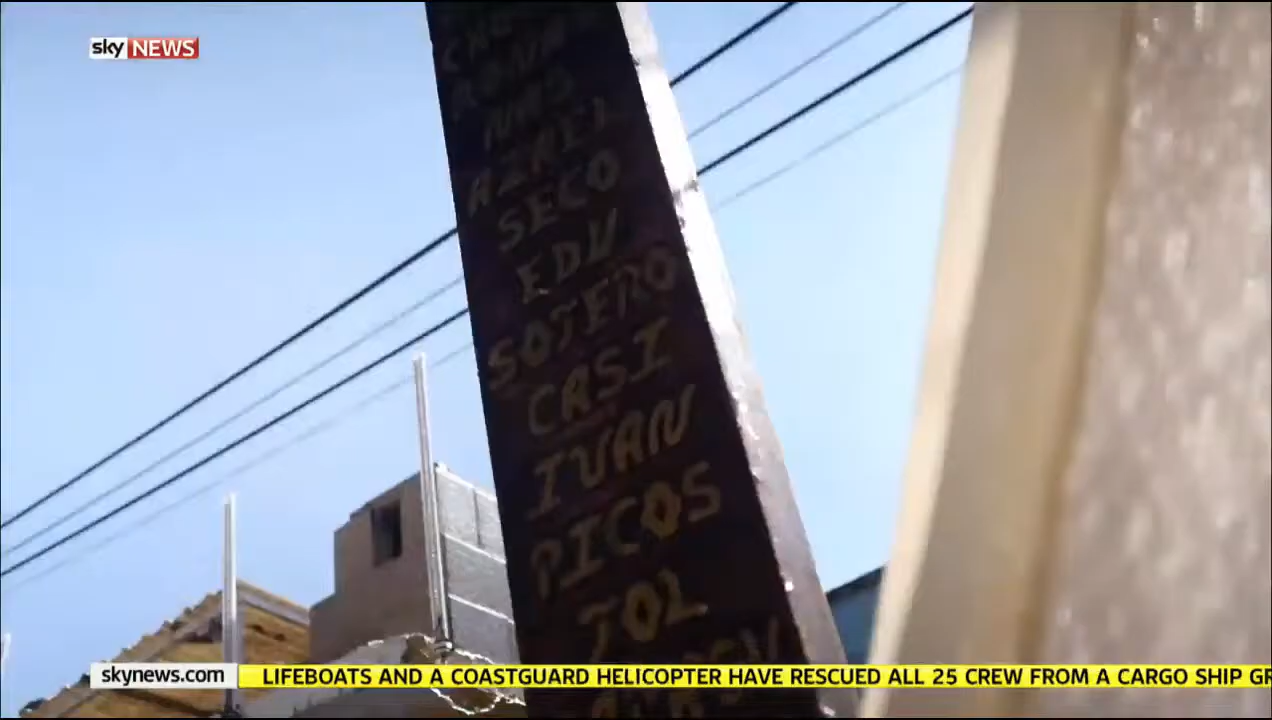 sky NEWS
SECO
EDU
SOTERO
CASI
IVAN
PICOS
TOL
skynews.com
LIFEBOATS AND A COASTGUARD HELICOPTER HAVE RESCUED ALL 25 CREW FROM A CARGO SHIP GR